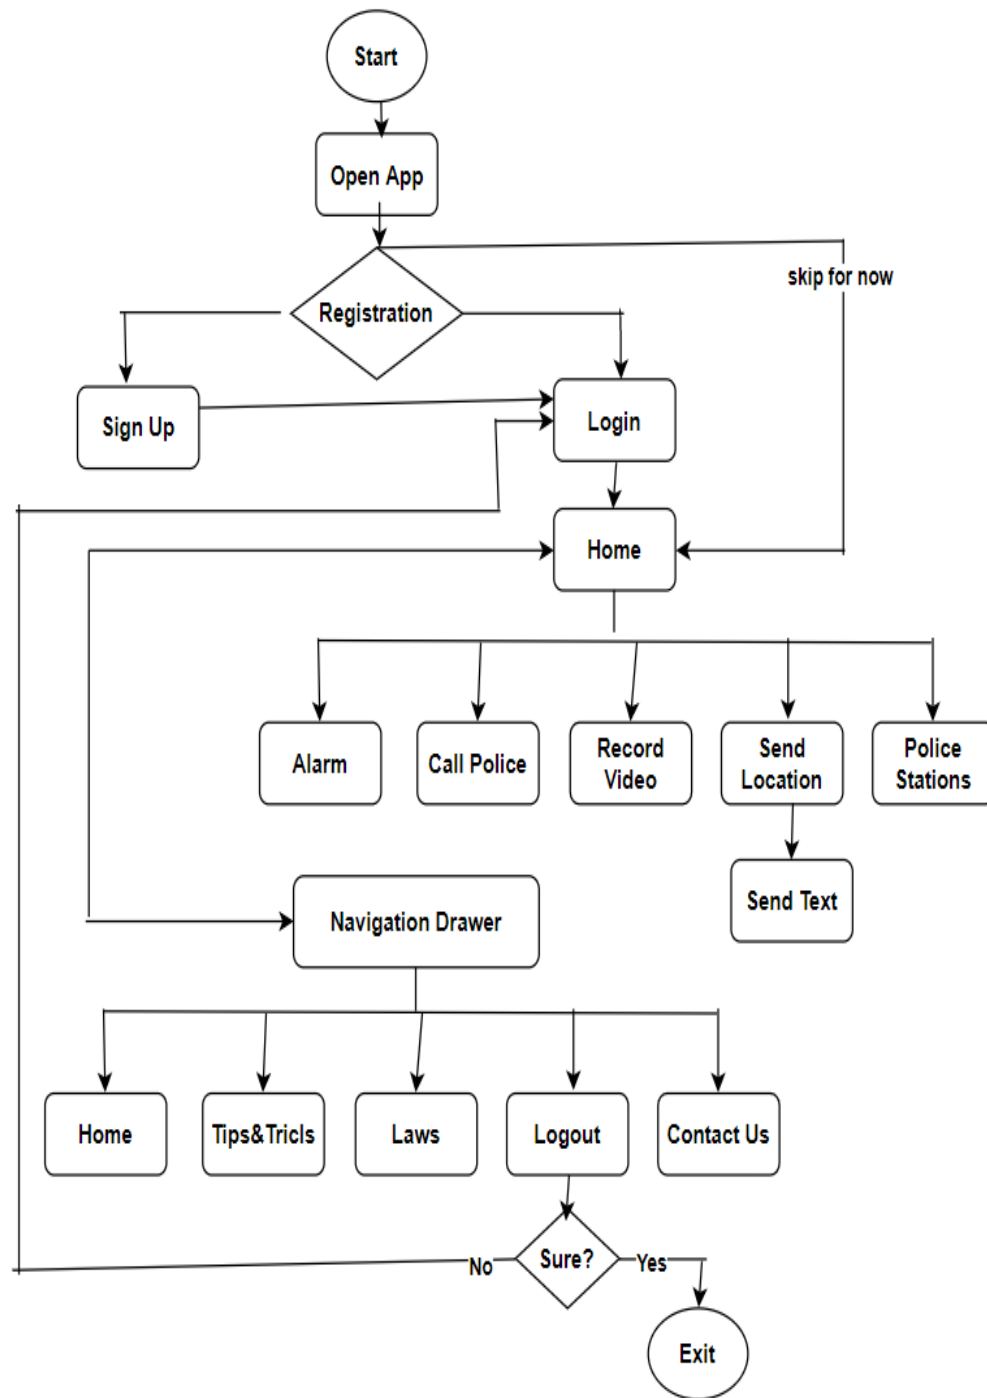 Start
Open App
skip for now
Registration
Sign Up
Login
Home
Alarm
Call Police
Record
Video
Send
Location
Police
Stations
Send Text
Navigation Drawer
Home
Tips&Tricls
Laws
Logout
Contact Us
No
Sure?
Yes
Exit